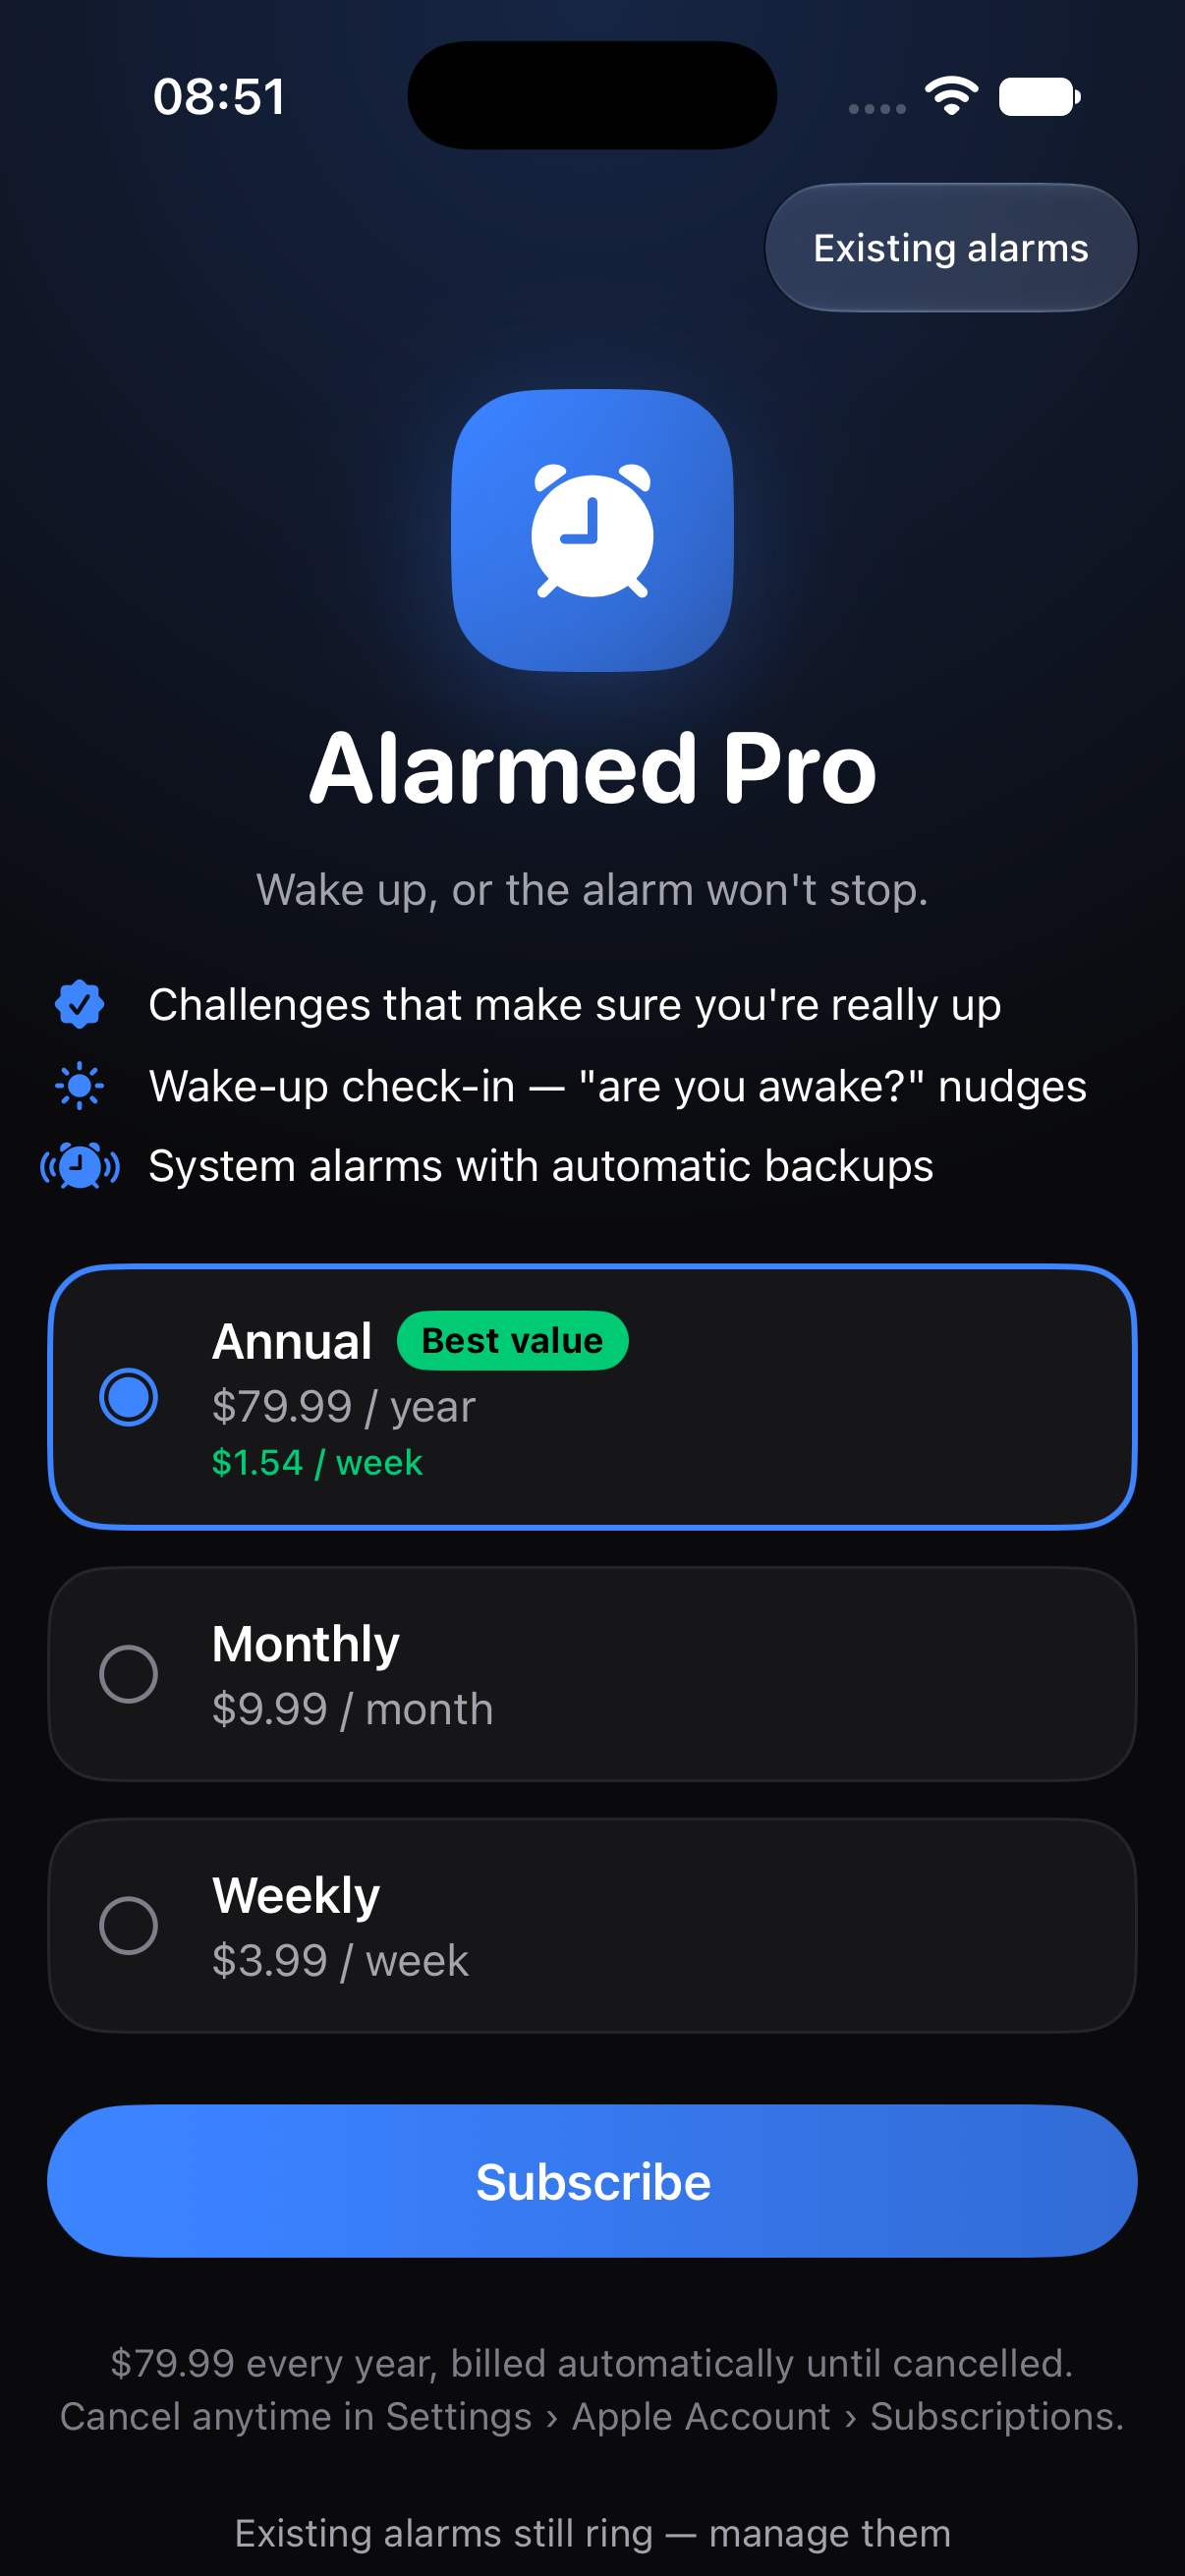 08:51
Existing alarms
Alarmed Pro
Wake up, or the alarm won't stop.
Challenges that make sure you're really up
Wake-up check-in — "are you awake?" nudges
System alarms with automatic backups
Annual Best value
$79.99 / year
$1.54 / week
Monthly
$9.99 / month
Weekly
$3.99 / week
Subscribe
$79.99 every year, billed automatically until cancelled.
Cancel anytime in Settings › Apple Account › Subscriptions.
Existing alarms still ring — manage them